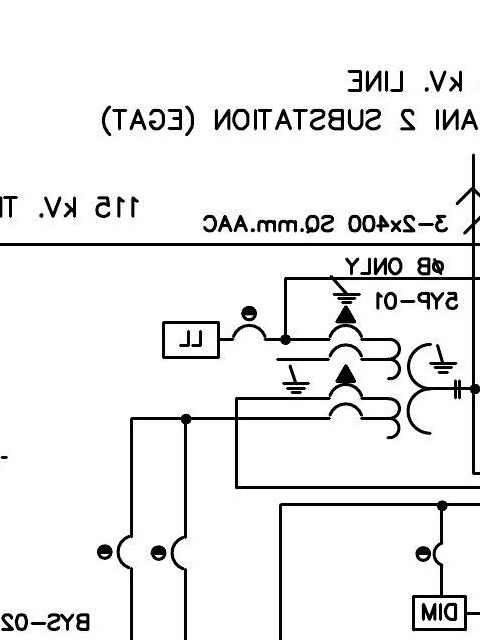 kV. LINE
ANI 2 SUBSTATION (EGAT)
115 kV.
3-2x400 SQ.mm.AAC
øB ONLY
5YP-01
LL
DIM
BYS-02